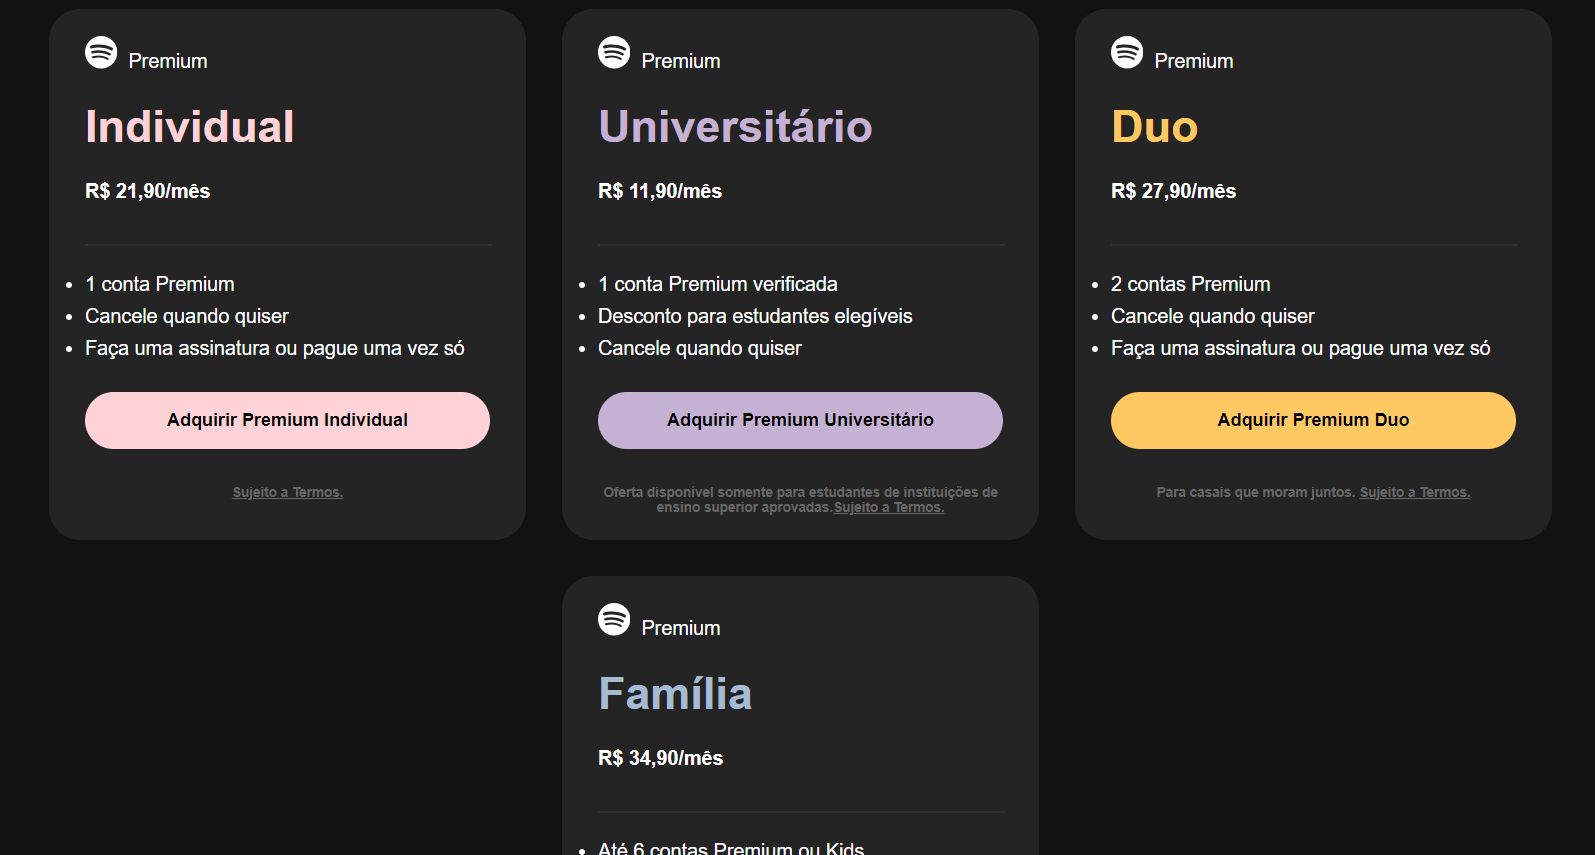 Premium
Individual
R$ 21,90/mês
1 conta Premium
Cancele quando quiser
Faça uma assinatura ou pague uma vez só
Adquirir Premium Individual
Sujeito a Termos.
Premium
Universitário
R$ 11,90/mês
1 conta Premium verificada
Desconto para estudantes elegíveis
Cancele quando quiser
Adquirir Premium Universitário
Oferta disponível somente para estudantes de instituições de
ensino superior aprovadas.Sujeito a Termos.
Premium
Duo
R$ 27,90/mês
2 contas Premium
Cancele quando quiser
Faça uma assinatura ou pague uma vez só
Adquirir Premium Duo
Para casais que moram juntos. Sujeito a Termos.
Premium
Família
R$ 34,90/mês
Até 6 contas Premium ou Kids